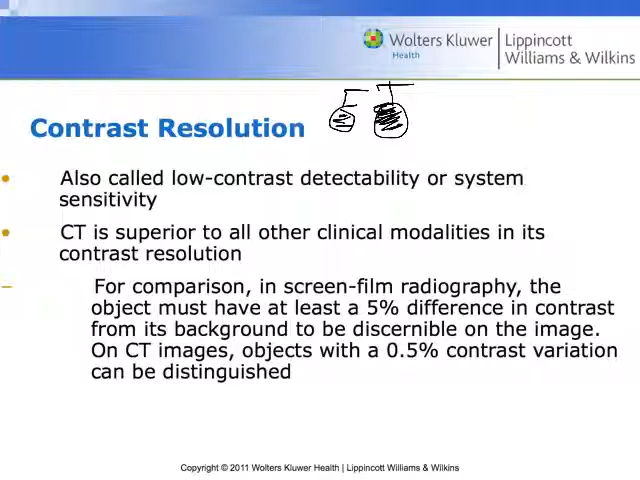 Wolters Kluwer
Health
Lippincott
Williams & Wilkins
Contrast Resolution
Also called low-contrast detectability or system
sensitivity
CT is superior to all other clinical modalities in its
contrast resolution
For comparison, in screen-film radiography, the
object must have at least a 5% difference in contrast
from its background to be discernible on the image.
On CT images, objects with a 0.5% contrast variation
can be distinguished
Copyright © 2011 Wolters Kluwer Health | Lippincott Williams & Wilkins